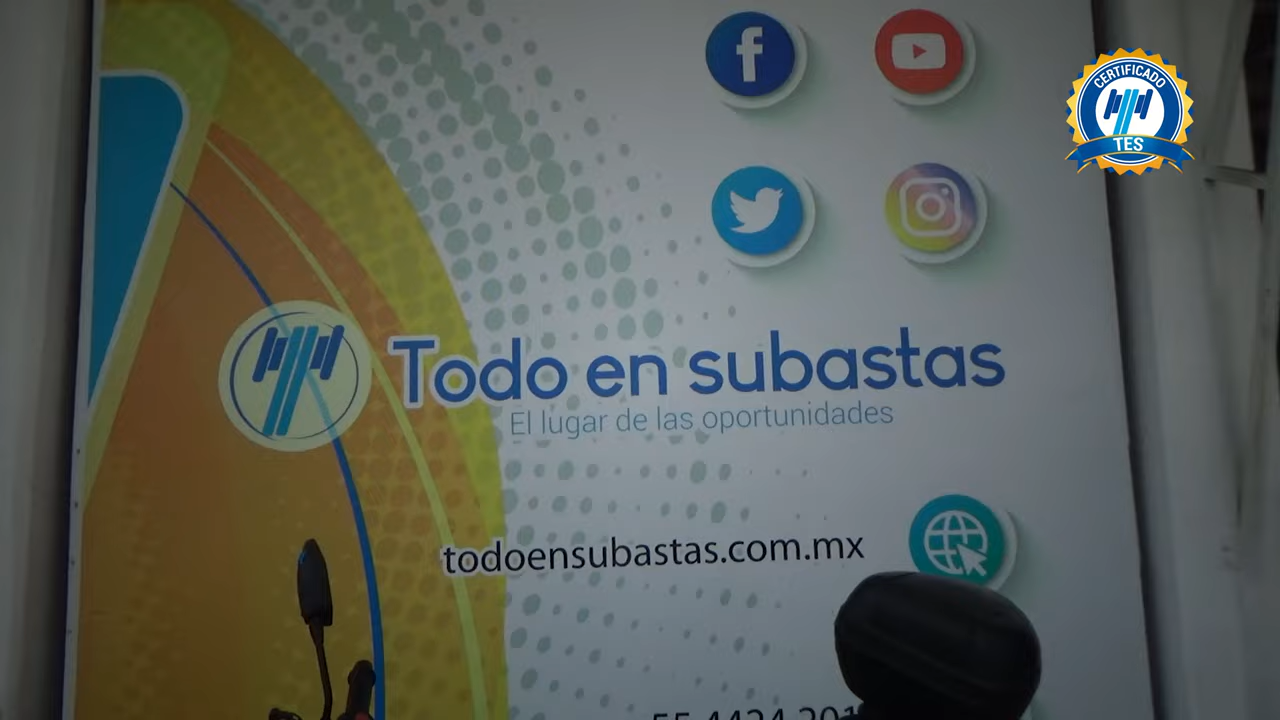 CERTIFICADO
TES
Todo en subastas
El lugar de las oportunidades
todoensubastas.com.mx